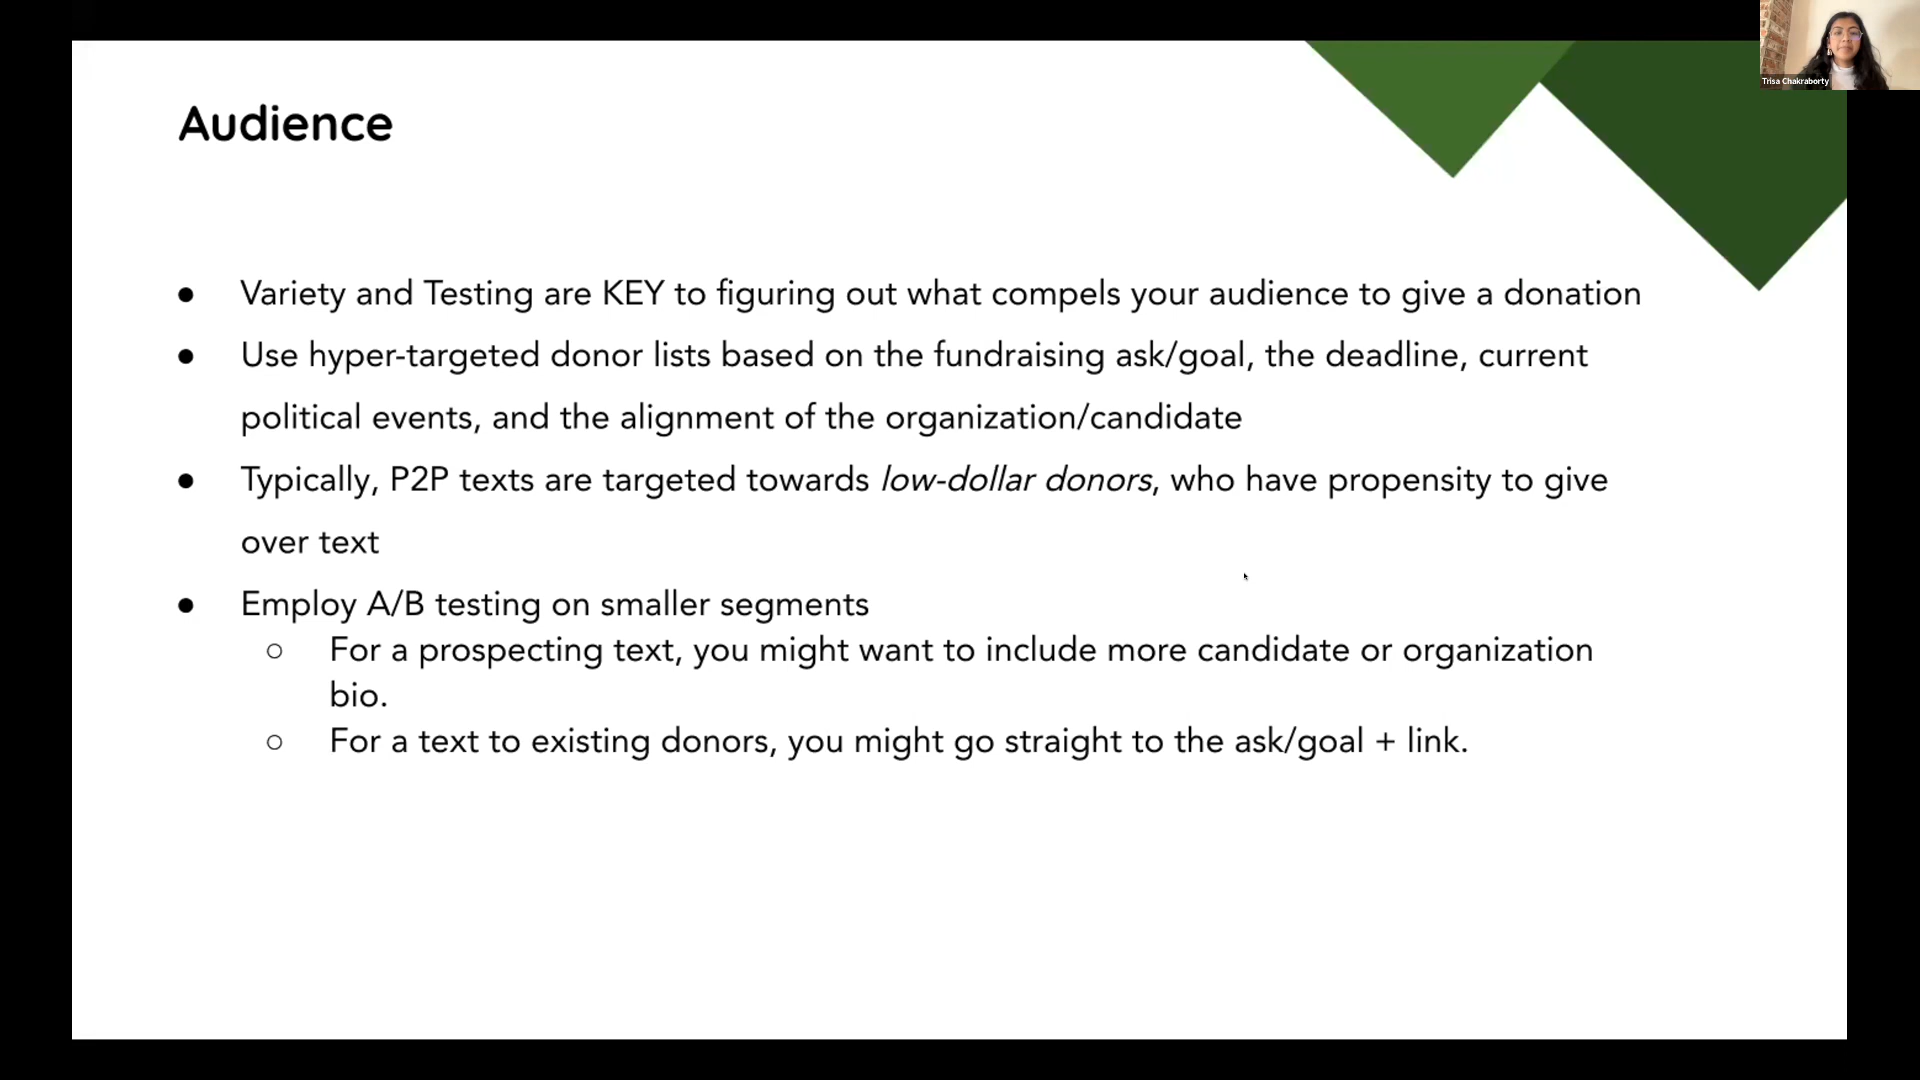 Trisa Chakraborty
Audience
● Variety and Testing are KEY to figuring out what compels your audience to give a donation
● Use hyper-targeted donor lists based on the fundraising ask/goal, the deadline, current
political events, and the alignment of the organization/candidate
● Typically, P2P texts are targeted towards low-dollar donors, who have propensity to give
over text
● Employ A/B testing on smaller segments
○ For a prospecting text, you might want to include more candidate or organization
bio.
○ For a text to existing donors, you might go straight to the ask/goal + link.